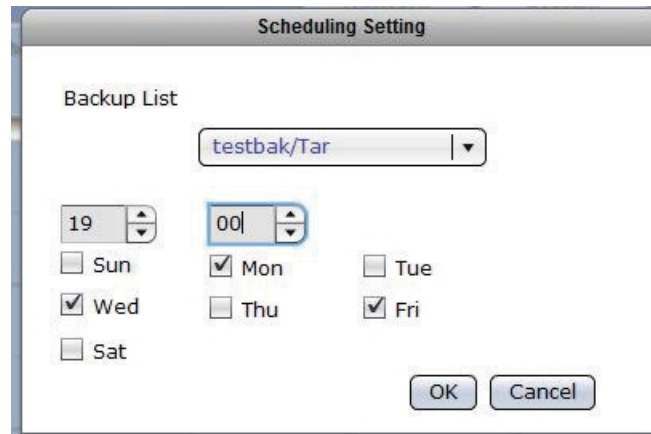 Scheduling Setting
Backup List
testbak/Tar
19 00
Sun Mon Tue
Wed Thu Fri
Sat
OK Cancel